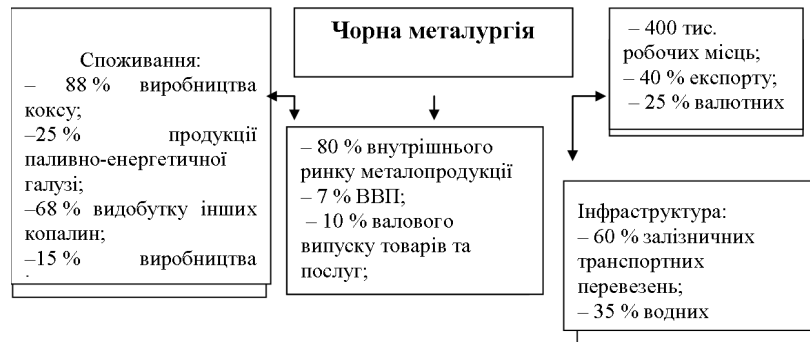 Чорна металургія
Споживання:
– 88 % виробництва
коксу;
–25 % продукції
паливно-енергетичної
галузі;
–68 % видобутку інших
копалин;
–15 % виробництва
– 80 % внутрішнього
ринку металопродукції
– 7 % ВВП;
– 10 % валового
випуску товарів та
послуг;
– 400 тис.
робочих місць;
– 40 % експорту;
– 25 % валютних
Інфраструктура:
– 60 % залізничних
транспортних
перевезень;
– 35 % водних